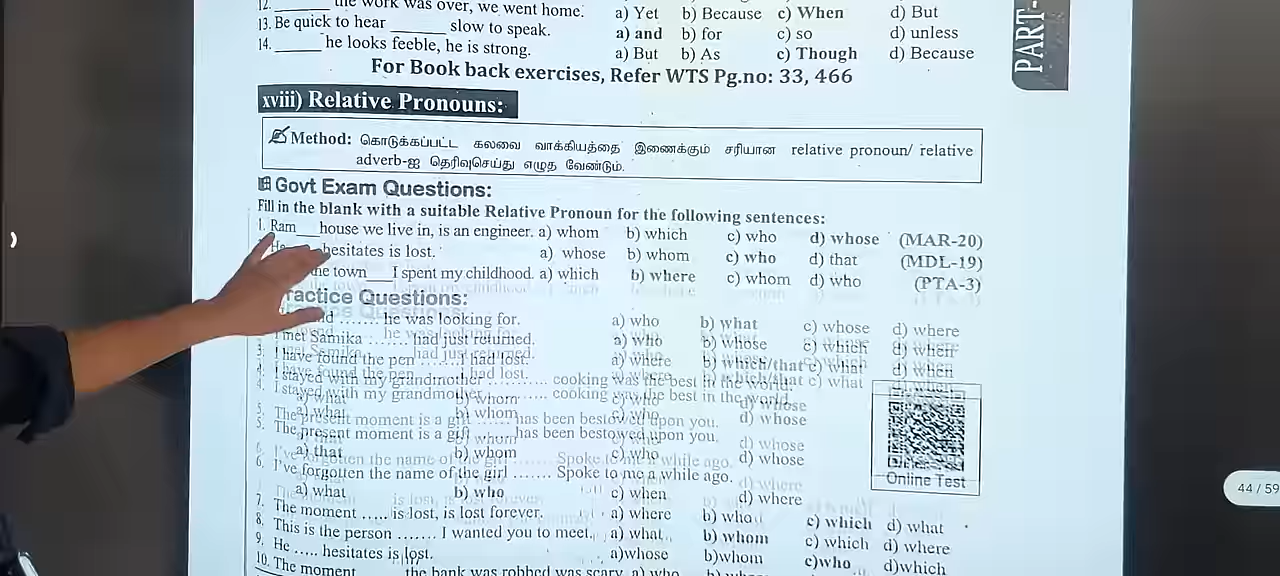 12. ______ the work was over, we went home. a) Yet b) Because c) When d) But
13. Be quick to hear ______ slow to speak. a) and b) for c) so d) unless
14. _____ he looks feeble, he is strong. a) But b) As c) Though d) Because
For Book back exercises, Refer WTS Pg.no: 33, 466
PART-
xviii) Relative Pronouns:
Method: கொடுக்கப்பட்ட கலவை வாக்கியத்தை இணைக்கும் சரியான relative pronoun/ relative
adverb-ஐ தெரிவுசெய்து எழுத வேண்டும்.
Govt Exam Questions:
Fill in the blank with a suitable Relative Pronoun for the following sentences:
1. Ram___house we live in, is an engineer. a) whom b) which c) who d) whose (MAR-20)
hesitates is lost. a) whose b) whom c) who d) that (MDL-19)
town___I spent my childhood. a) which b) where c) whom d) who (PTA-3)
ractice Questions:
....... he was looking for. a) who b) what c) whose d) where
met Samika ....... had just returned. a) who b) whose c) which d) when
3. I have found the pen ....... I had lost. a) where b) which/that c) what d) when
4. I stayed with my grandmother ........... cooking was the best in the world.
a) what b) whom c) who d) whose
5. The present moment is a gift ....... has been bestowed upon you.
a) that b) whom c) who d) whose
6. I've forgotten the name of the girl ....... Spoke to me a while ago.
a) what b) who c) when d) where
7. The moment ..... is lost, is lost forever. a) where b) who c) which d) what
8. This is the person ....... I wanted you to meet. a) what b) whom c) which d) where
9. He ..... hesitates is lost. a)whose b)whom c)who d)which
10. The moment ____ the bank was robbed was scary. a) who
Online Test
44 / 59